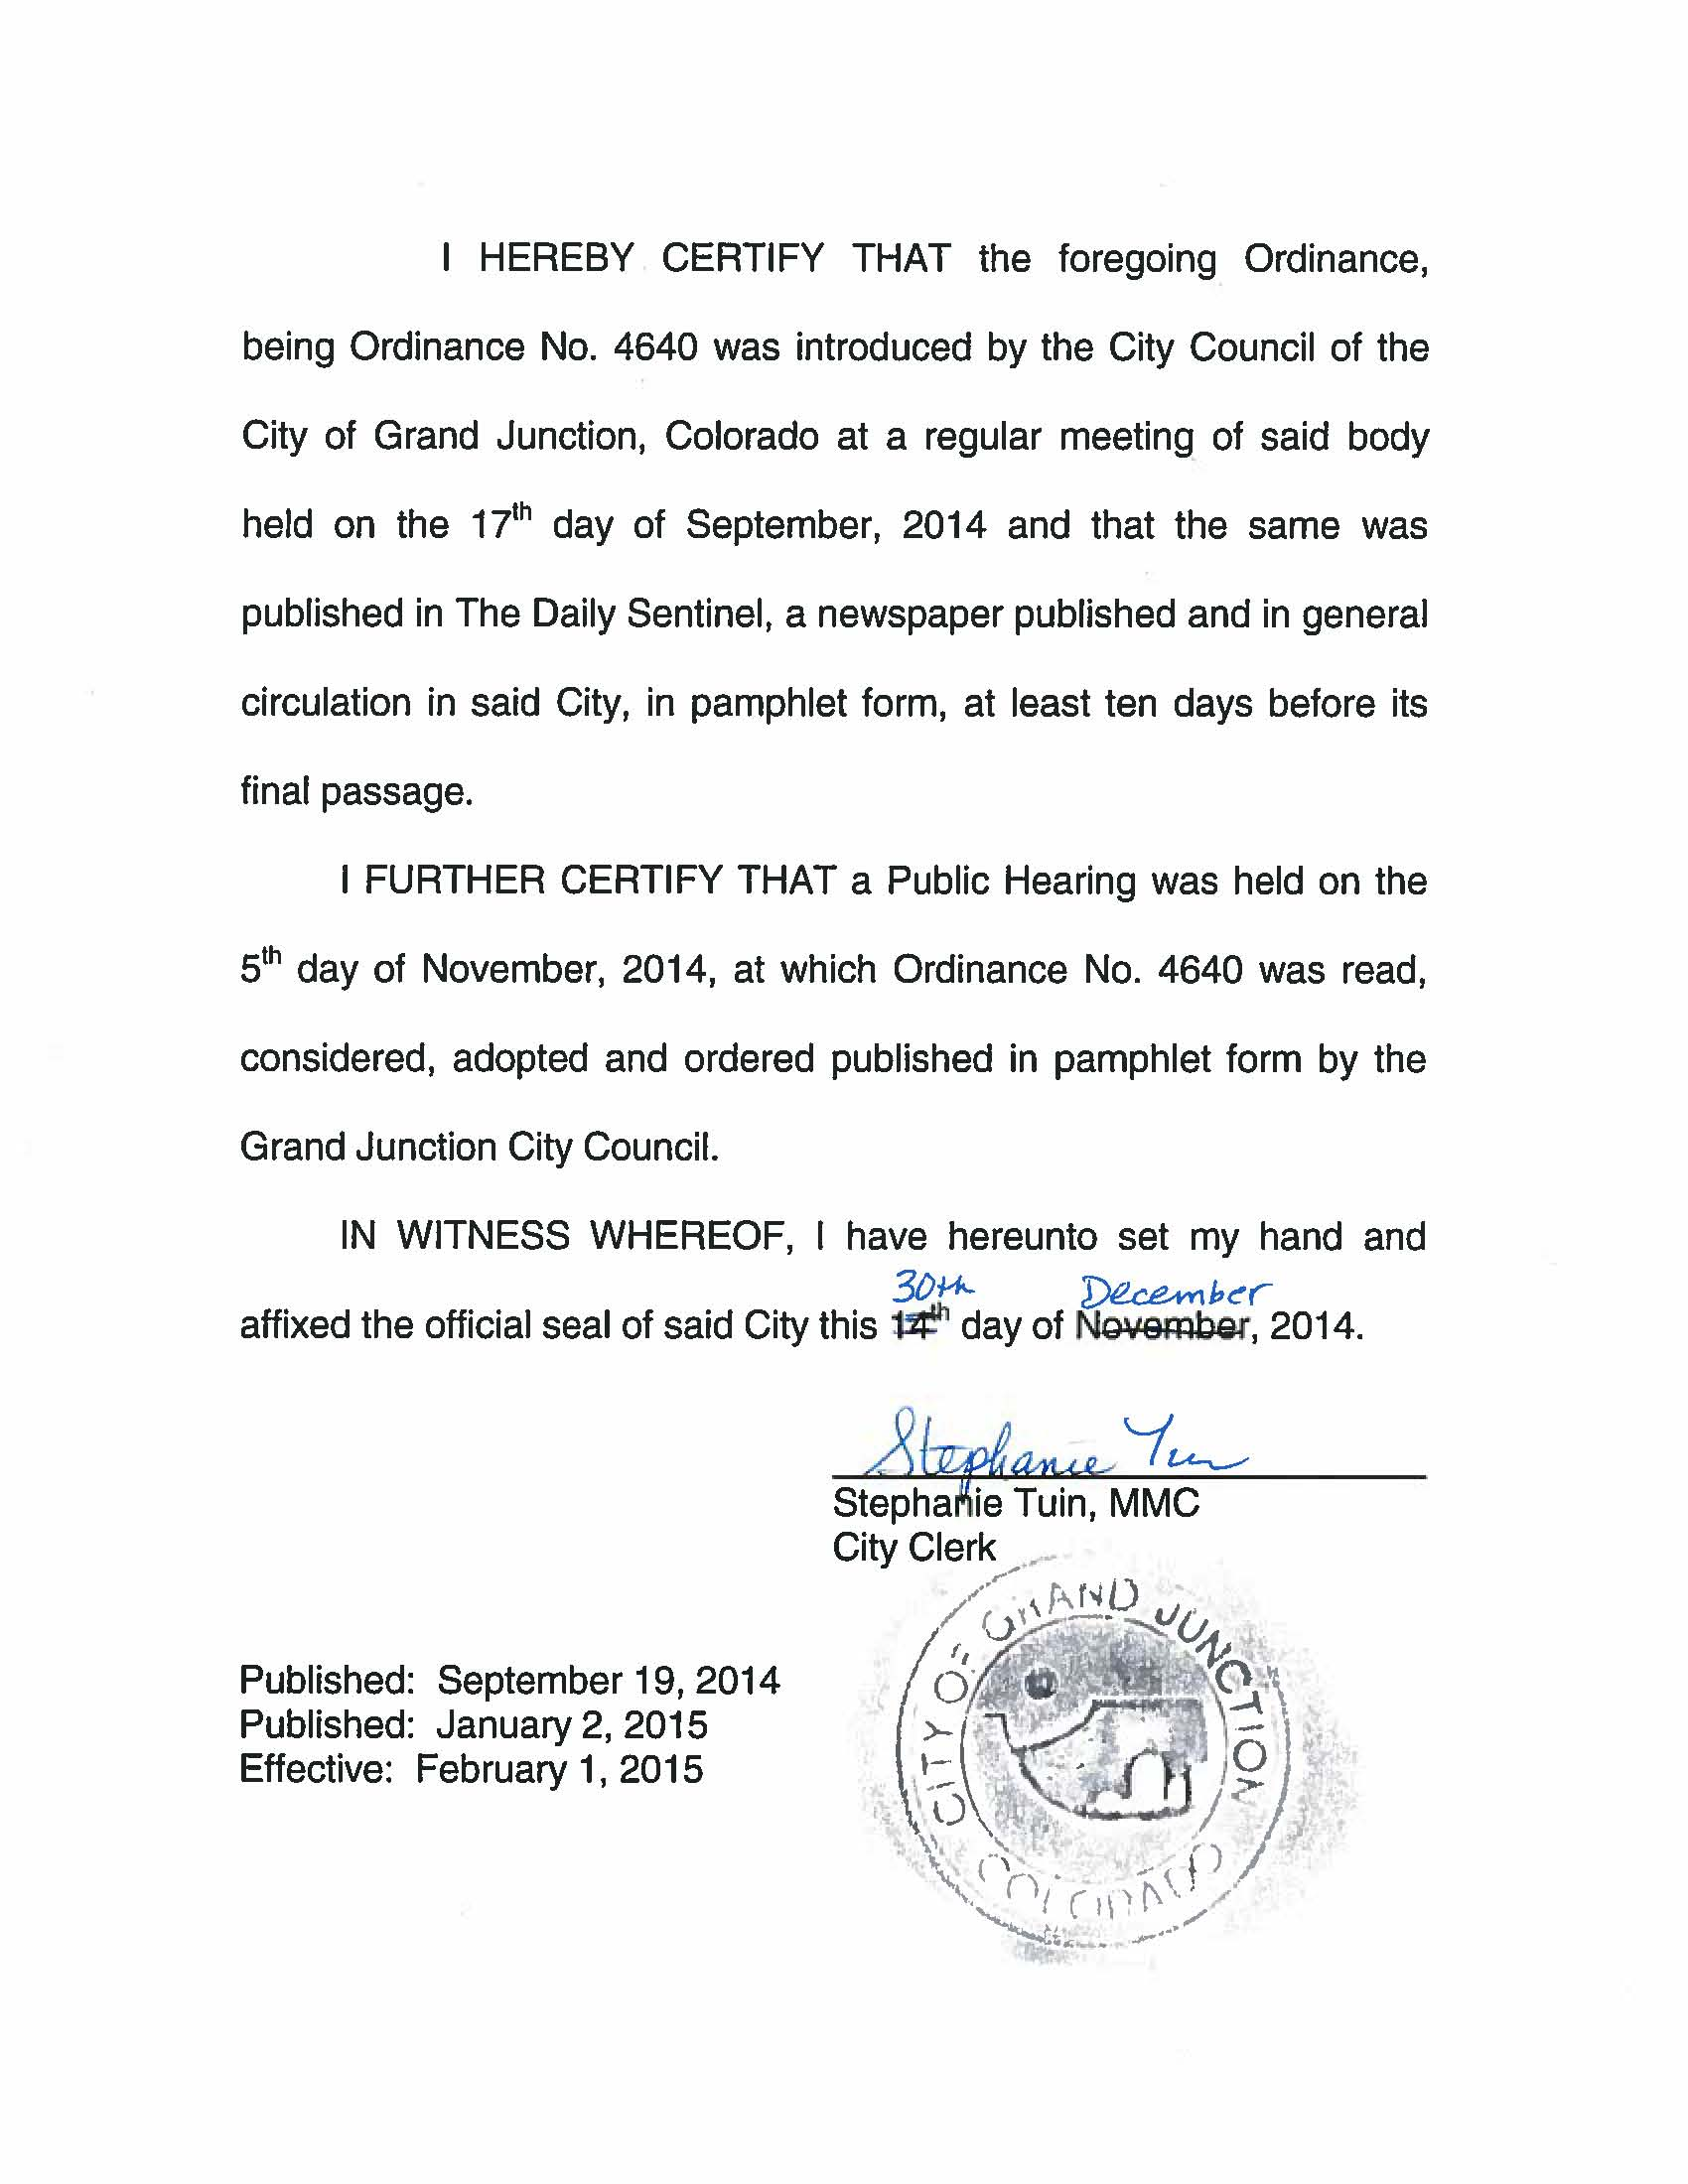 I HEREBY CERTIFY THAT the foregoing Ordinance,
being Ordinance No. 4640 was introduced by the City Council of the
City of Grand Junction, Colorado at a regular meeting of said body
held on the 17th day of September, 2014 and that the same was
published in The Daily Sentinel, a newspaper published and in general
circulation in said City, in pamphlet form, at least ten days before its
final passage.
I FURTHER CERTIFY THAT a Public Hearing was held on the
5th day of November, 2014, at which Ordinance No. 4640 was read,
considered, adopted and ordered published in pamphlet form by the
Grand Junction City Council.
IN WITNESS WHEREOF, I have hereunto set my hand and
30th December
affixed the official seal of said City this 14th day of November, 2014.
Stephanie Tuin
Stephanie Tuin, MMC
City Clerk
CITY OF GRAND JUNCTION
COLORADO
Published: September 19, 2014
Published: January 2, 2015
Effective: February 1, 2015